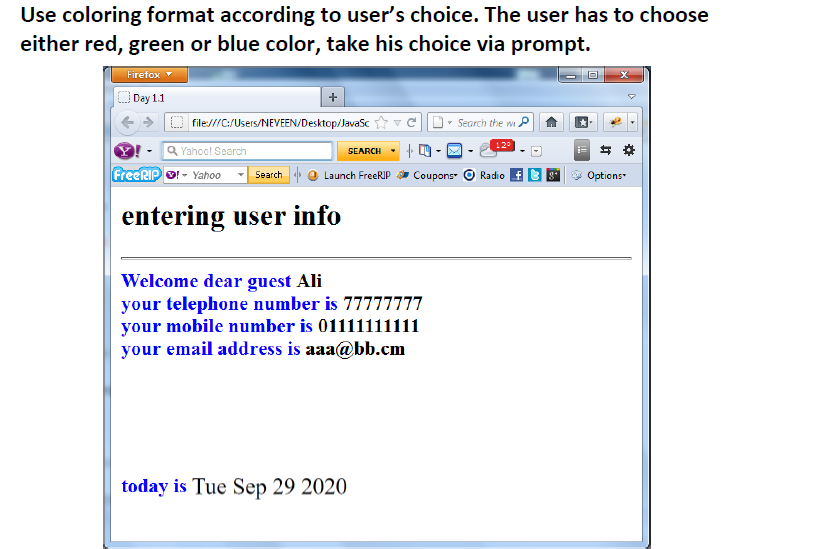 Use coloring format according to user’s choice. The user has to choose
either red, green or blue color, take his choice via prompt.
Firefox
Day 1.1
+
file:///C:/Users/NEVEEN/Desktop/JavaSc
Search the we
Y!
Yahoo! Search
SEARCH
12°
FreeRIP
Y! - Yahoo
Search
Launch FreeRIP
Coupons
Radio
f
g+
Options
entering user info
Welcome dear guest Ali
your telephone number is 77777777
your mobile number is 01111111111
your email address is aaa@bb.cm
today is Tue Sep 29 2020